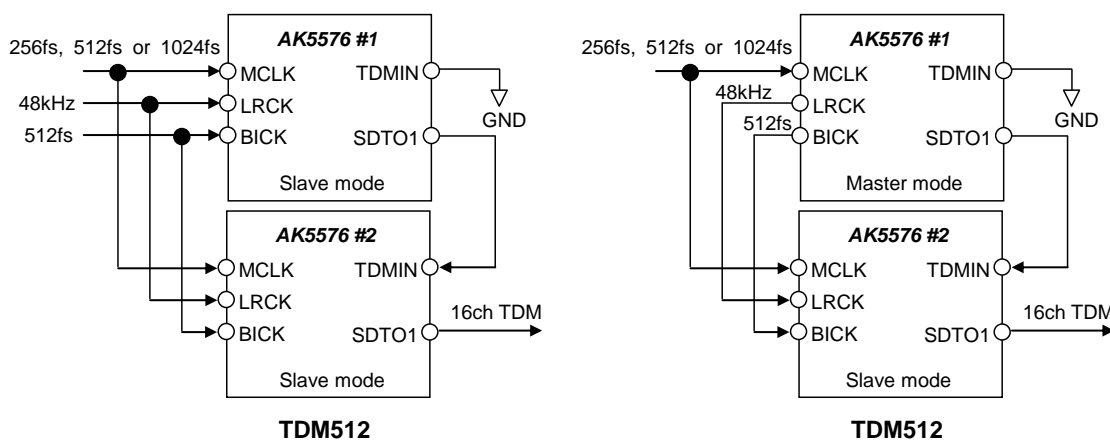 AK5576 #1
256fs, 512fs or 1024fs
MCLK
TDMIN
48kHz
LRCK
GND
512fs
BICK
SDTO1
Slave mode
AK5576 #2
MCLK
TDMIN
LRCK
16ch TDM
BICK
SDTO1
Slave mode
TDM512
AK5576 #1
256fs, 512fs or 1024fs
MCLK
TDMIN
48kHz
LRCK
GND
512fs
BICK
SDTO1
Master mode
AK5576 #2
MCLK
TDMIN
LRCK
16ch TDM
BICK
SDTO1
Slave mode
TDM512